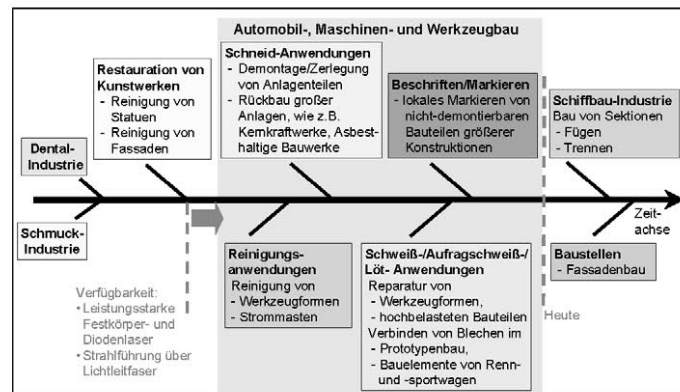 Automobil-, Maschinen- und Werkzeugbau
Restauration von
Kunstwerken
- Reinigung von
Statuen
- Reinigung von
Fassaden
Schneid-Anwendungen
- Demontage/Zerlegung
von Anlagenteilen
- Rückbau großer
Anlagen, wie z.B.
Kernkraftwerke, Asbest-
haltige Bauwerke
Beschriften/Markieren
- lokales Markieren von
nicht-demontierbaren
Bauteilen größerer
Konstruktionen
Schiffbau-Industrie
Bau von Sektionen
- Fügen
- Trennen
Dental-
Industrie
Schmuck-
Industrie
Zeit-
achse
Verfügbarkeit:
• Leistungsstarke
Festkörper- und
Diodenlaser
• Strahlführung über
Lichtleitfaser
Reinigungs-
anwendungen
Reinigung von
- Werkzeugformen
- Strommasten
Schweiß-/Aufragschweiß-/
Löt- Anwendungen
Reparatur von
- Werkzeugformen,
- hochbelasteten Bauteilen
Verbinden von Blechen im
- Prototypenbau,
- Bauelemente von Renn-
und -sportwagen
Baustellen
- Fassadenbau
Heute